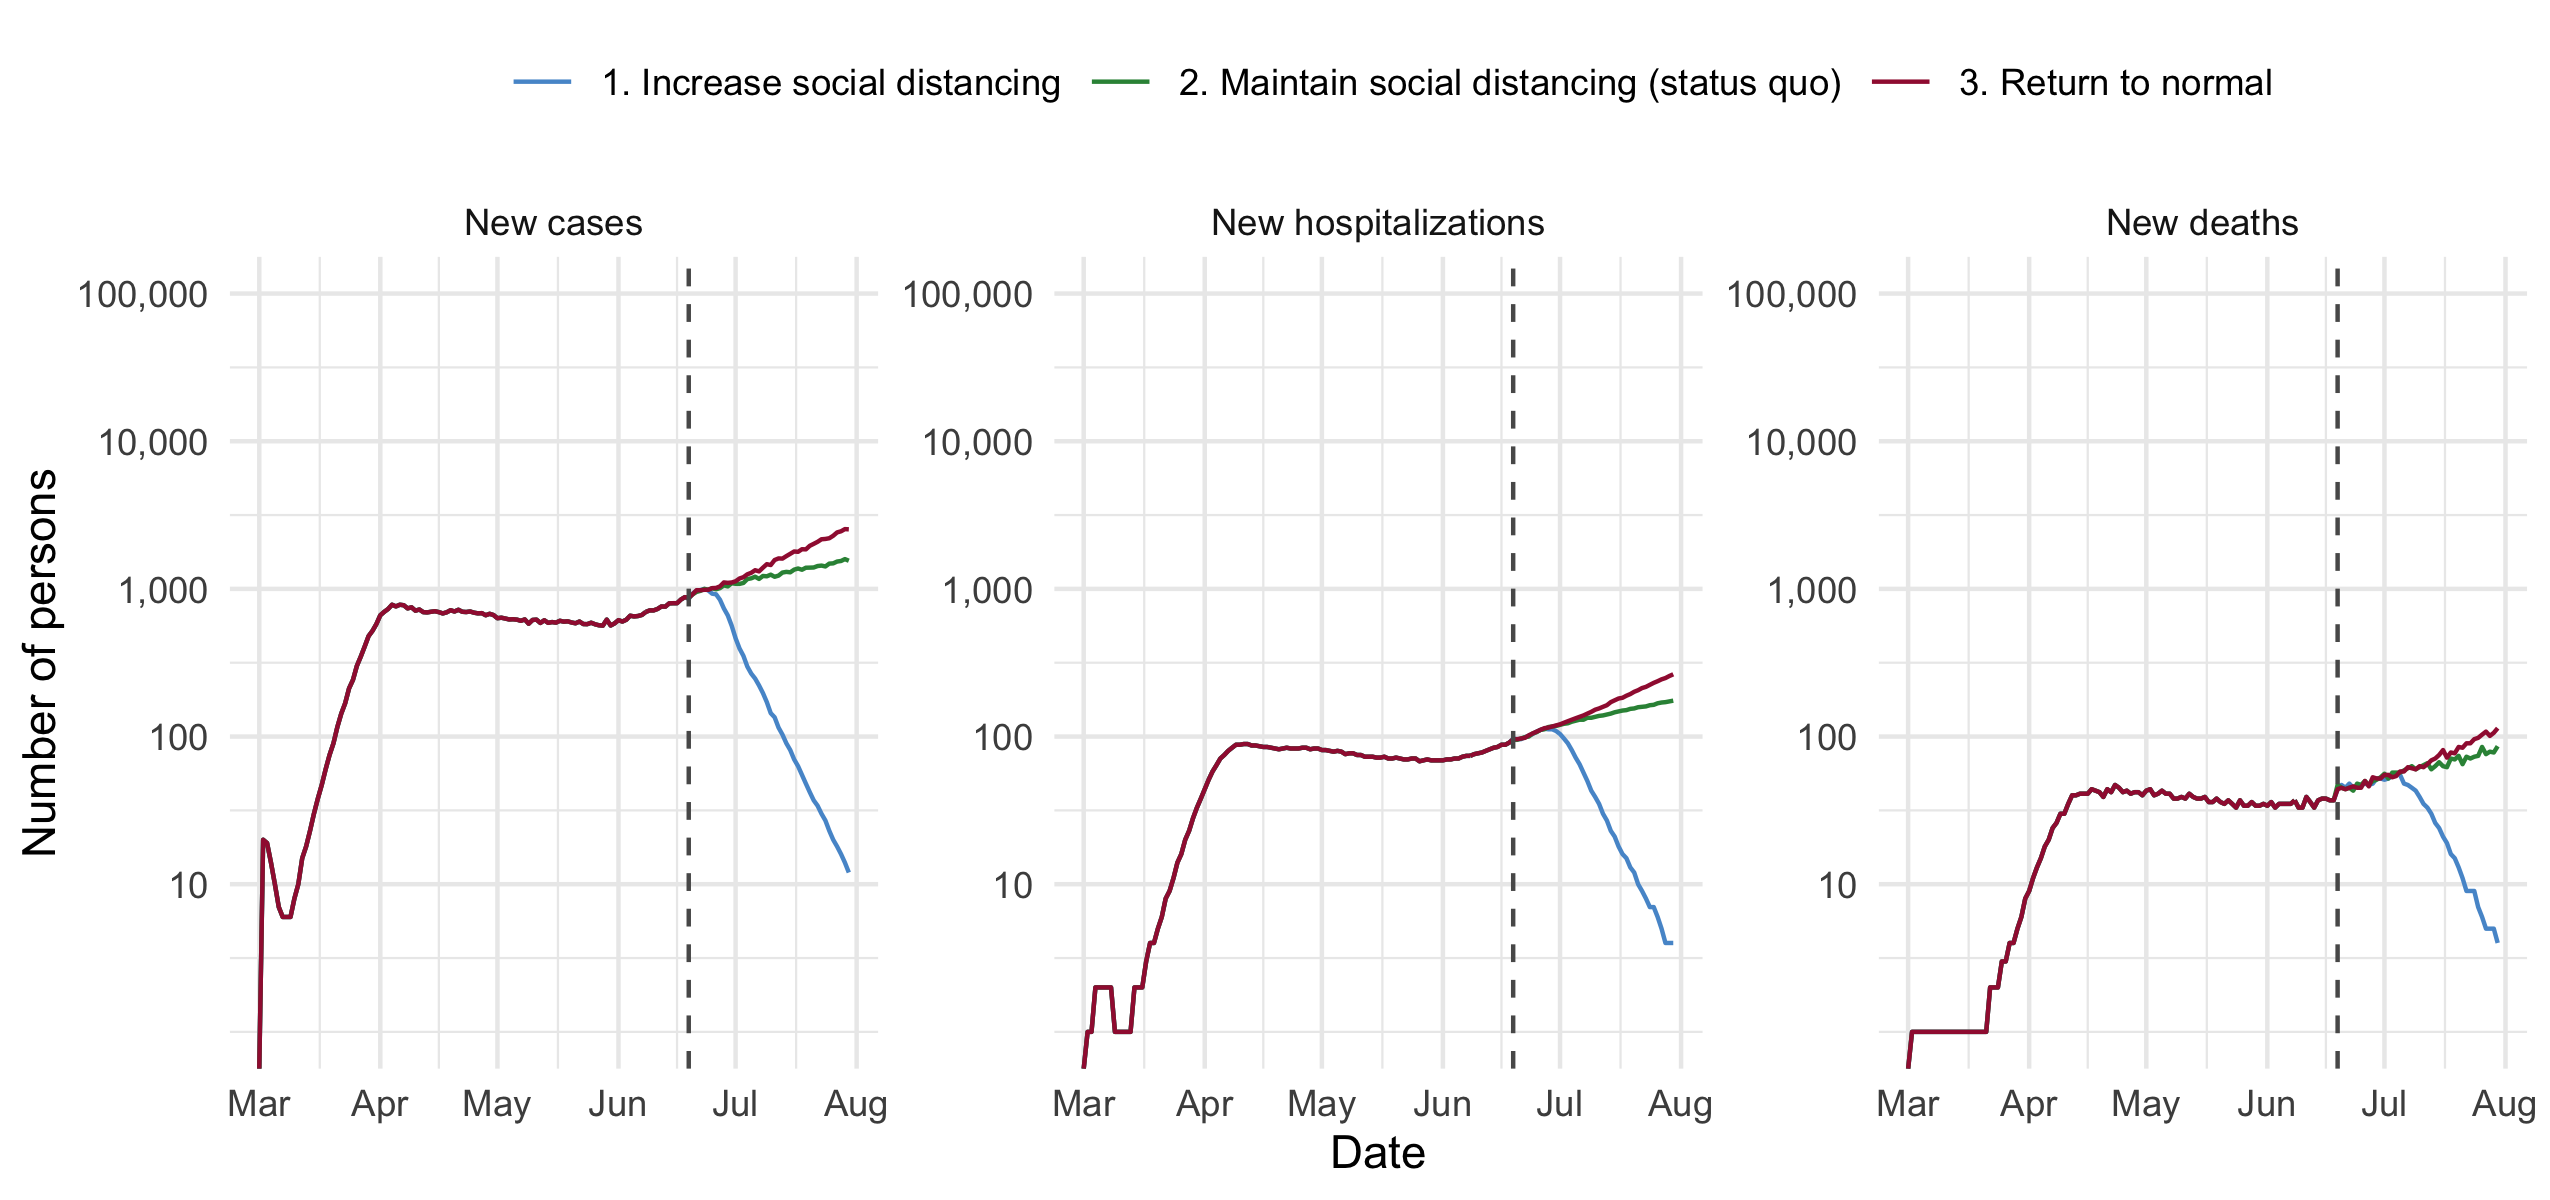 1. Increase social distancing 2. Maintain social distancing (status quo) 3. Return to normal
New cases New hospitalizations New deaths
Number of persons
100,000 100,000 100,000
10,000 10,000 10,000
1,000 1,000 1,000
100 100 100
10 10 10
Mar Apr May Jun Jul Aug Mar Apr May Jun Jul Aug Mar Apr May Jun Jul Aug
Date